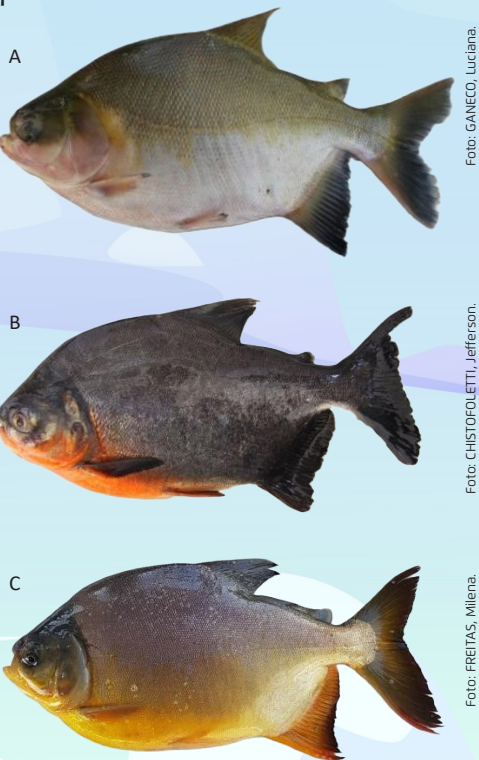 A
Foto: GANECO, Luciana.
B
Foto: CHISTOFOLETTI, Jefferson.
C
Foto: FREITAS, Milena.